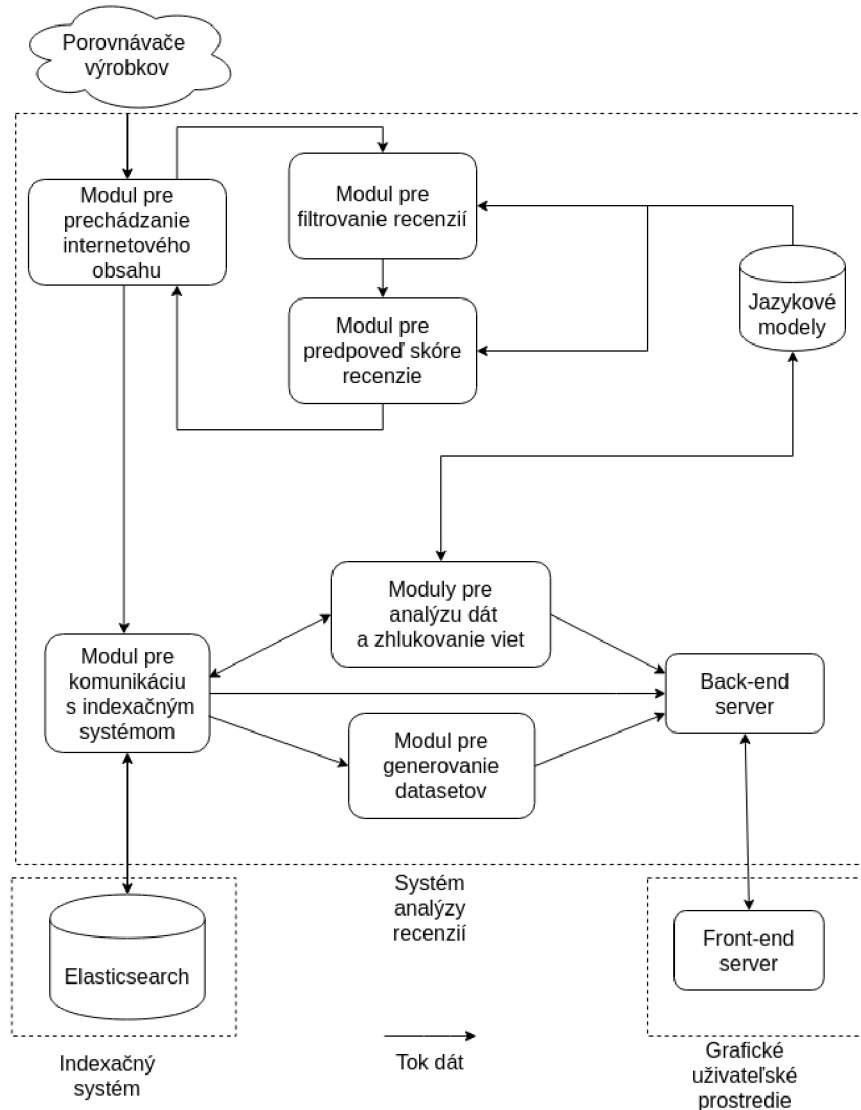 Porovnávače
výrobkov
Modul pre
prechádzanie
internetového
obsahu
Modul pre
filtrovanie recenzií
Modul pre
predpoveď skóre
recenzie
Jazykové
modely
Moduly pre
analýzu dát
a zhlukovanie viet
Modul pre
komunikáciu
s indexačným
systémom
Back-end
server
Modul pre
generovanie
datasetov
Systém
analýzy
recenzií
Elasticsearch
Front-end
server
Indexačný
systém
Tok dát
Grafické
uživateľské
prostredie